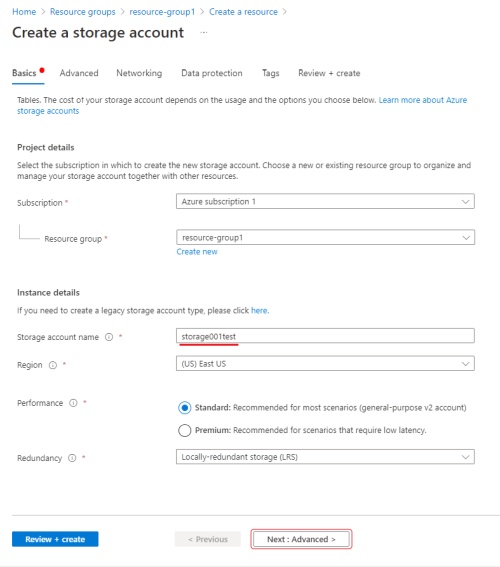 Home > Resource groups > resource-group1 > Create a resource >
Create a storage account ...
Basics Advanced Networking Data protection Tags Review + create
Tables. The cost of your storage account depends on the usage and the options you choose below. Learn more about Azure
storage accounts
Project details
Select the subscription in which to create the new storage account. Choose a new or existing resource group to organize and
manage your storage account together with other resources.
Subscription *
Azure subscription 1
Resource group *
resource-group1
Create new
Instance details
If you need to create a legacy storage account type, please click here.
Storage account name *
storage001test
Region *
(US) East US
Performance *
Standard: Recommended for most scenarios (general-purpose v2 account)
Premium: Recommended for scenarios that require low latency.
Redundancy *
Locally-redundant storage (LRS)
Review + create
< Previous
Next : Advanced >